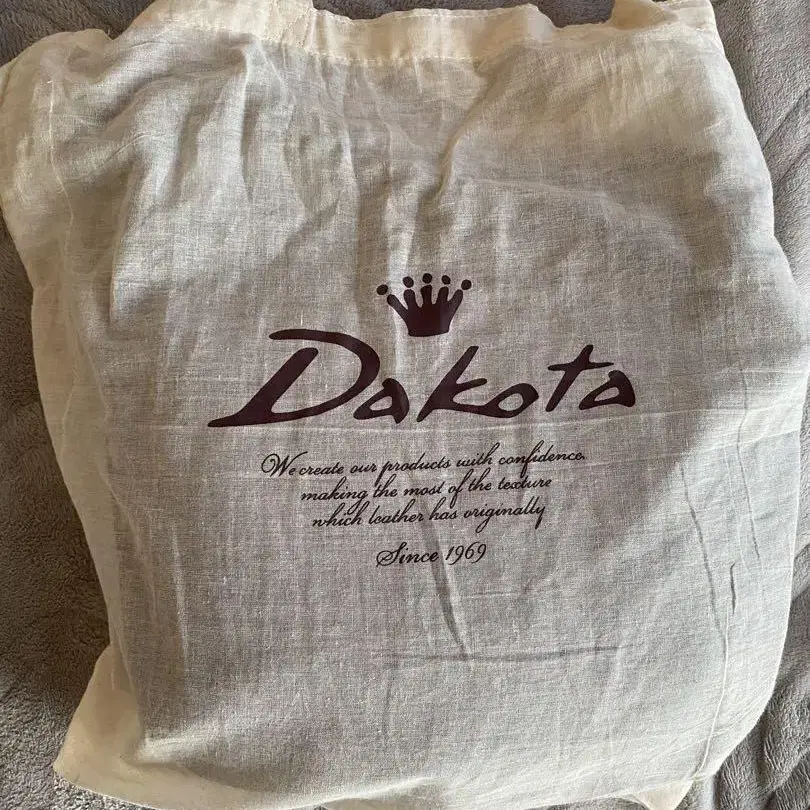 Dakota
We create our products with confidence.
making the most of the texture
which leather has originally
Since 1969